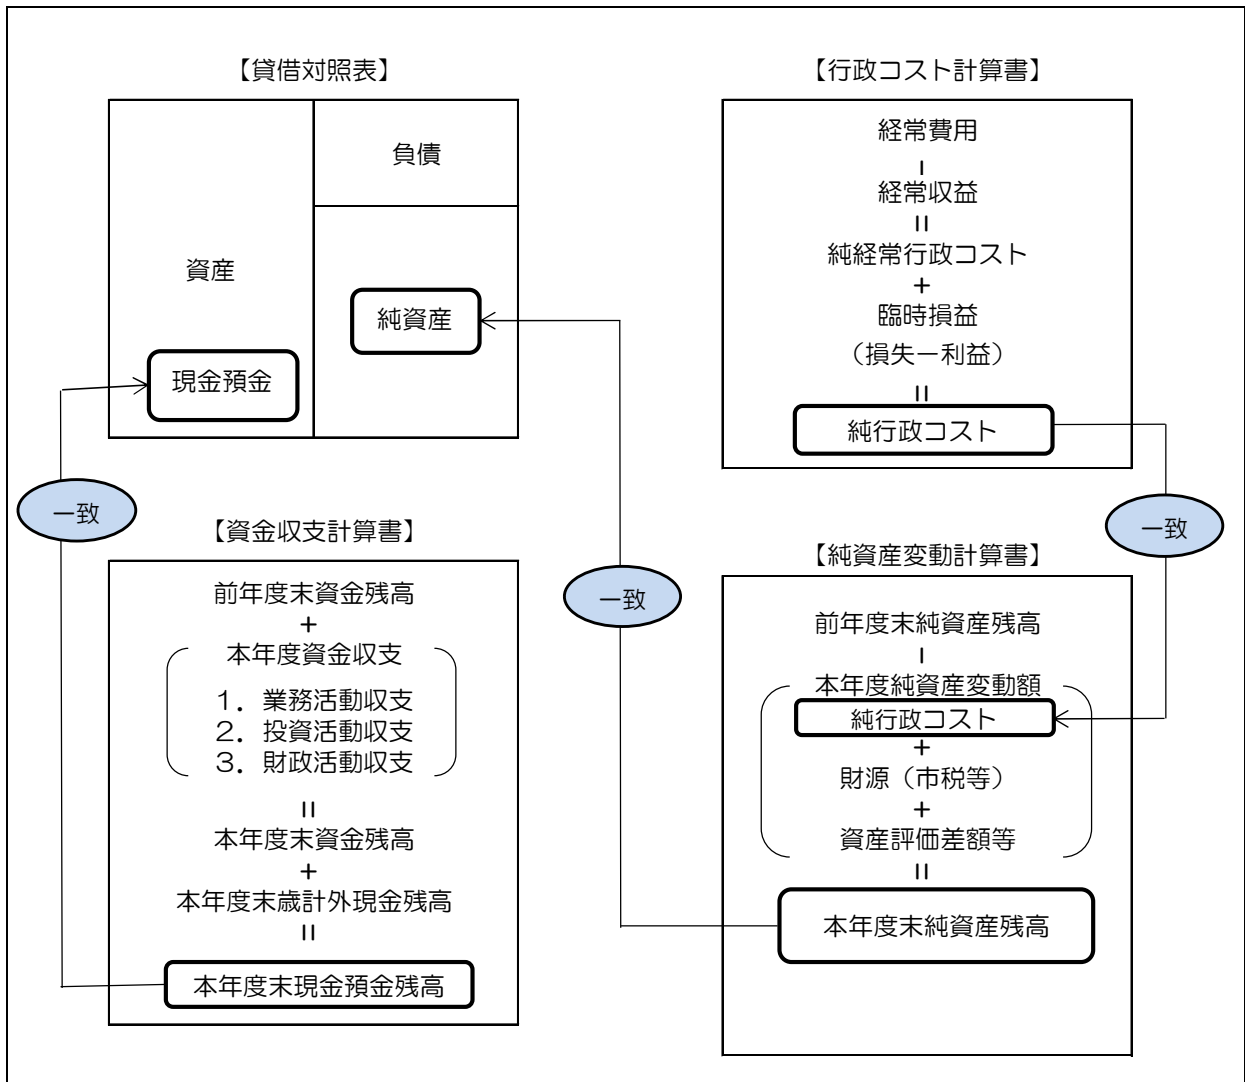 【貸借対照表】
資産
負債
純資産
現金預金
一致
【行政コスト計算書】
経常費用
−
経常収益
=
純経常行政コスト
+
臨時損益
（損失−利益）
=
純行政コスト
一致
【資金収支計算書】
前年度末資金残高
+
本年度資金収支
1．業務活動収支
2．投資活動収支
3．財政活動収支
=
本年度末資金残高
+
本年度末歳計外現金残高
=
本年度末現金預金残高
一致
【純資産変動計算書】
前年度末純資産残高
−
本年度純資産変動額
純行政コスト
+
財源（市税等）
+
資産評価差額等
=
本年度末純資産残高